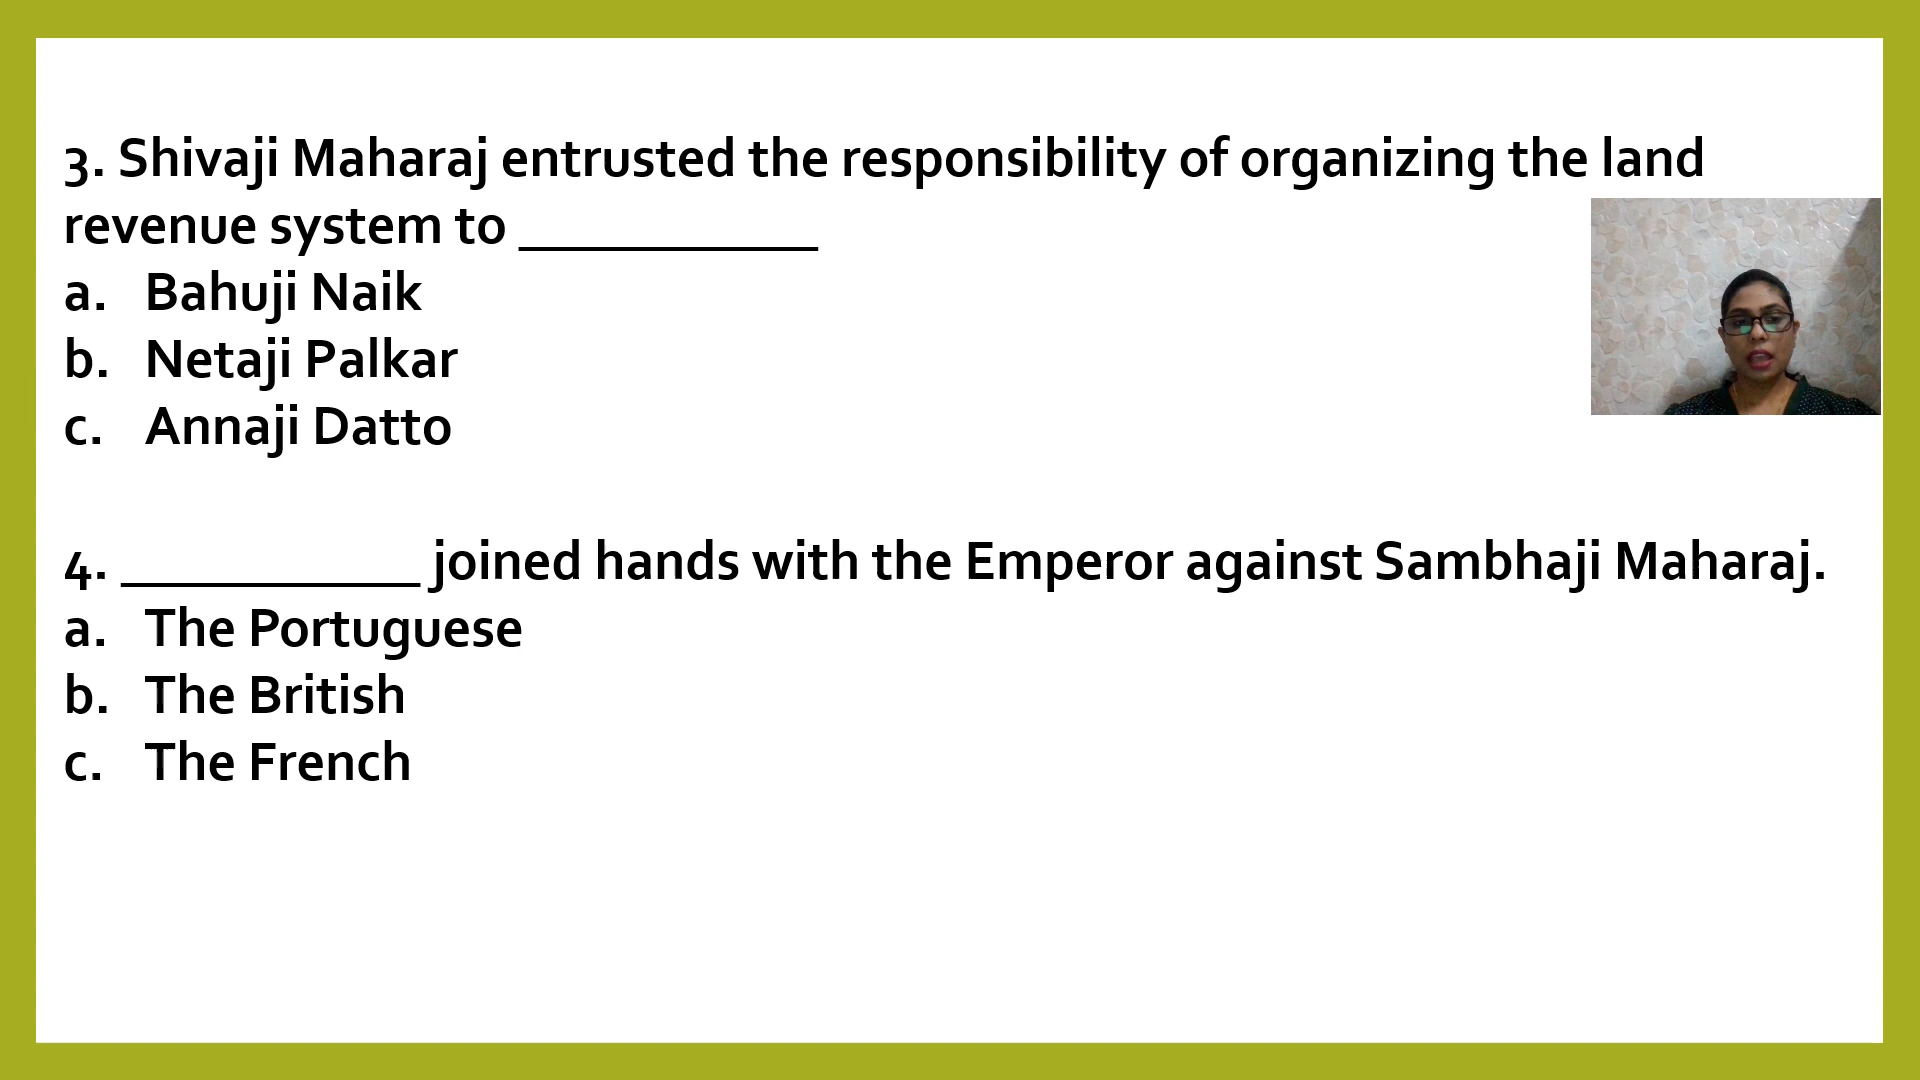 3. Shivaji Maharaj entrusted the responsibility of organizing the land
revenue system to ____________
a. Bahuji Naik
b. Netaji Palkar
c. Annaji Datto
4. ____________ joined hands with the Emperor against Sambhaji Maharaj.
a. The Portuguese
b. The British
c. The French